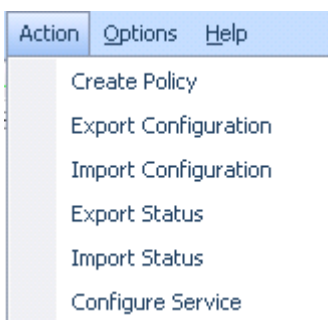 Action Options Help
Create Policy
Export Configuration
Import Configuration
Export Status
Import Status
Configure Service